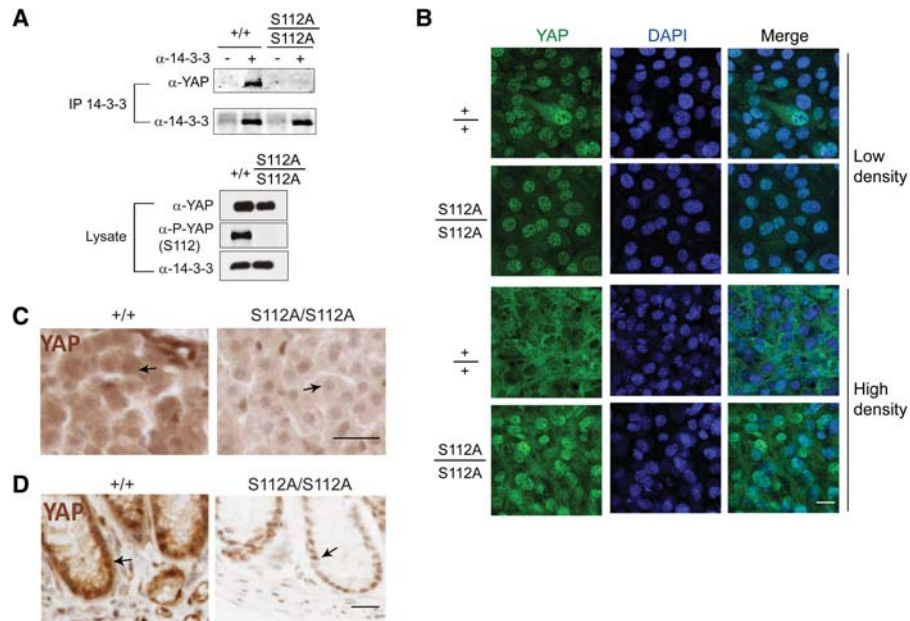 A
+/+
S112A
S112A
α-14-3-3 - + - +
IP 14-3-3
α-YAP
α-14-3-3
+/+
S112A
S112A
Lysate
α-YAP
α-P-YAP
(S112)
α-14-3-3
B
YAP DAPI Merge
+
+
S112A
S112A
Low
density
+
+
S112A
S112A
High
density
C
+/+ S112A/S112A
YAP
D
+/+ S112A/S112A
YAP